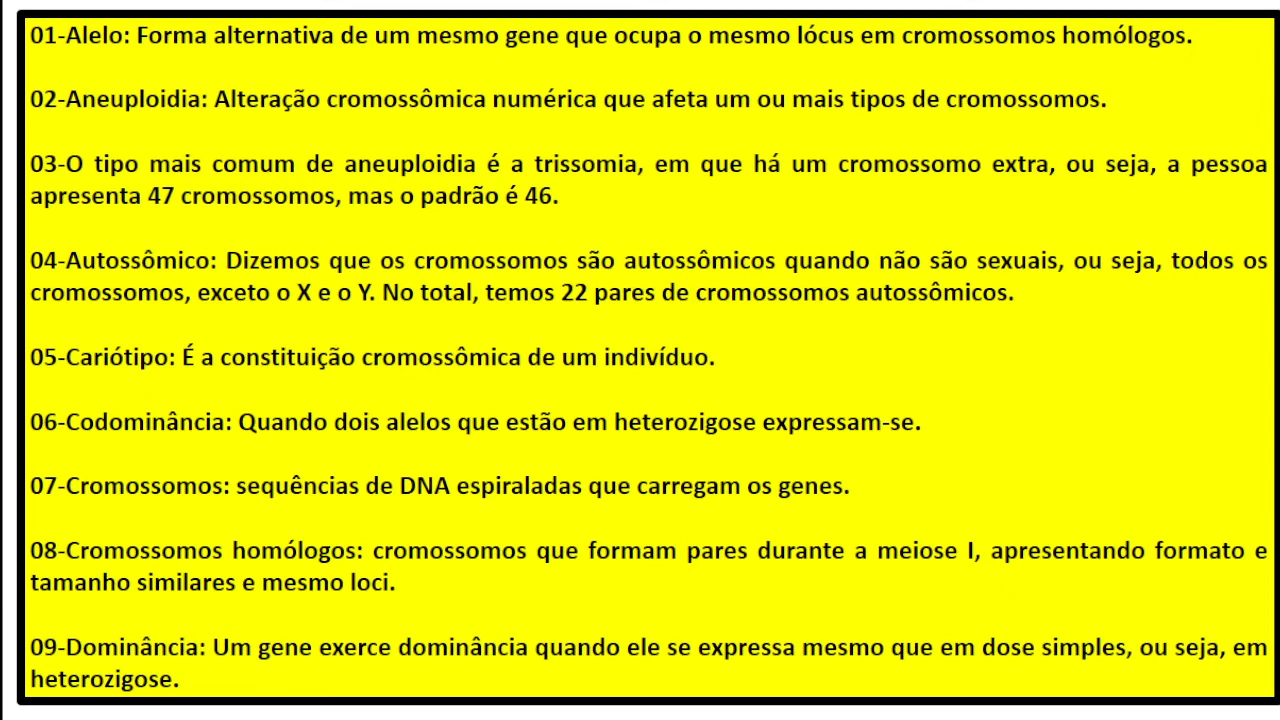 01-Alelo: Forma alternativa de um mesmo gene que ocupa o mesmo lócus em cromossomos homólogos.
02-Aneuploidia: Alteração cromossômica numérica que afeta um ou mais tipos de cromossomos.
03-O tipo mais comum de aneuploidia é a trissomia, em que há um cromossomo extra, ou seja, a pessoa
apresenta 47 cromossomos, mas o padrão é 46.
04-Autossômico: Dizemos que os cromossomos são autossômicos quando não são sexuais, ou seja, todos os
cromossomos, exceto o X e o Y. No total, temos 22 pares de cromossomos autossômicos.
05-Cariótipo: É a constituição cromossômica de um indivíduo.
06-Codominância: Quando dois alelos que estão em heterozigose expressam-se.
07-Cromossomos: sequências de DNA espiraladas que carregam os genes.
08-Cromossomos homólogos: cromossomos que formam pares durante a meiose I, apresentando formato e
tamanho similares e mesmo loci.
09-Dominância: Um gene exerce dominância quando ele se expressa mesmo que em dose simples, ou seja, em
heterozigose.